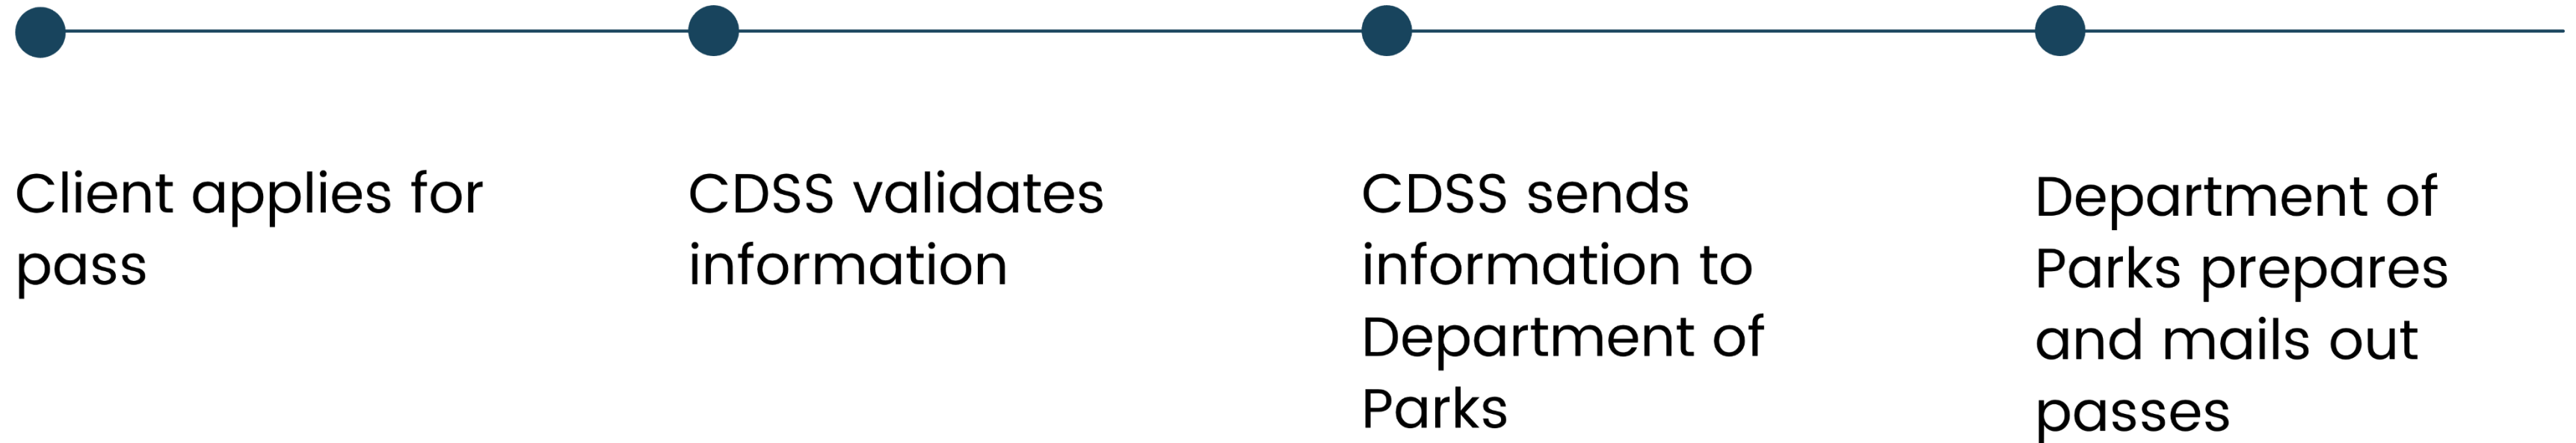 Client applies for
pass
CDSS validates
information
CDSS sends
information to
Department of
Parks
Department of
Parks prepares
and mails out
passes